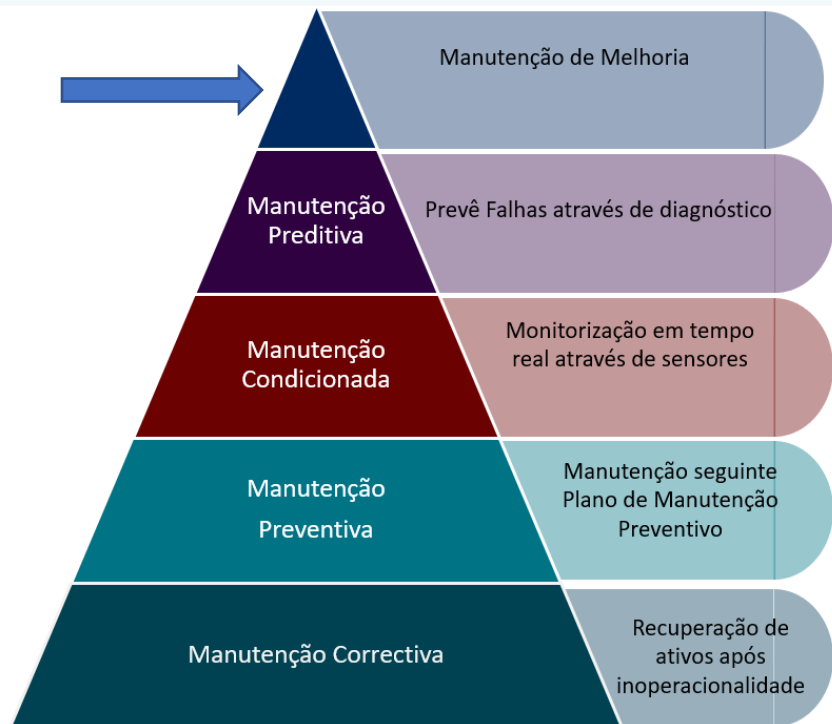 Manutenção de Melhoria
Manutenção
Preditiva
Prevê Falhas através de diagnóstico
Manutenção
Condicionada
Monitorização em tempo
real através de sensores
Manutenção
Preventiva
Manutenção seguinte
Plano de Manutenção
Preventivo
Manutenção Correctiva
Recuperação de
ativos após
inoperacionalidade